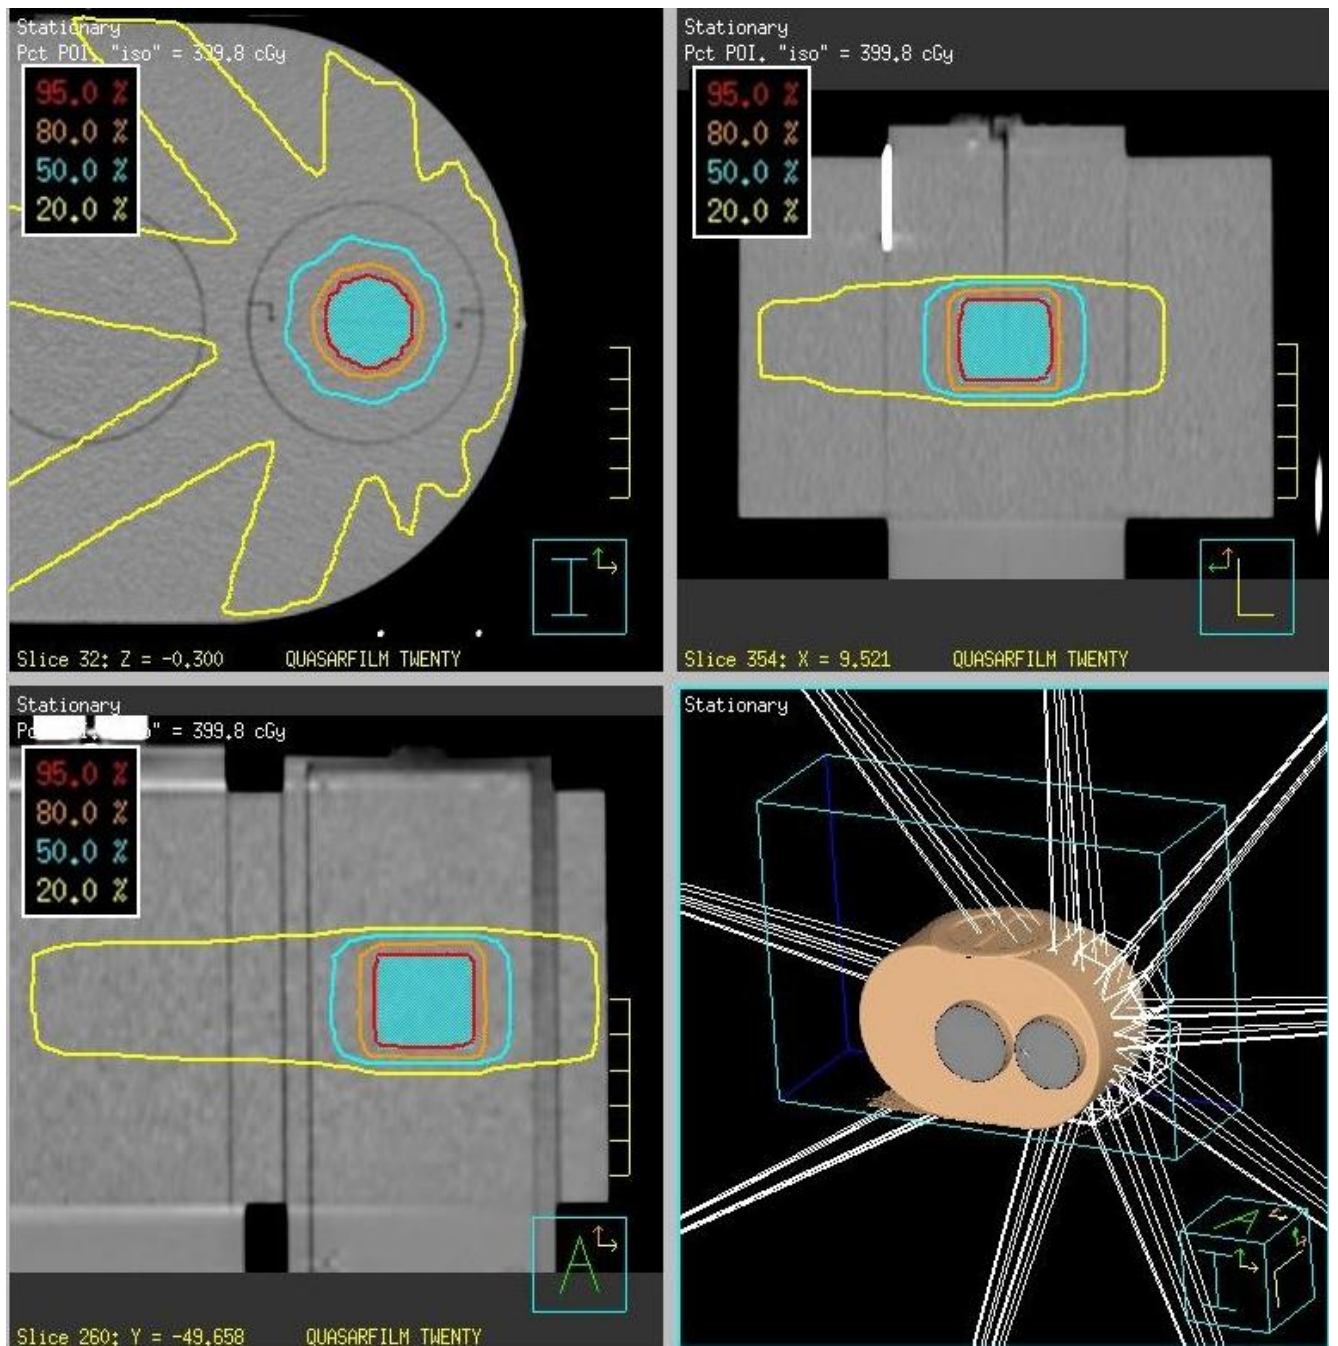 Stationary
Pct POI. "iso" = 399.8 cGy
95.0 %
80.0 %
50.0 %
20.0 %
I
Slice 32: Z = -0.300 QUASARFILM TWENTY
Stationary
Pct POI. "iso" = 399.8 cGy
95.0 %
80.0 %
50.0 %
20.0 %
L
Slice 354: X = 9.521 QUASARFILM TWENTY
Stationary
" = 399.8 cGy
95.0 %
80.0 %
50.0 %
20.0 %
A
Slice 260: Y = -49.658 QUASARFILM TWENTY
Stationary
A
I
L